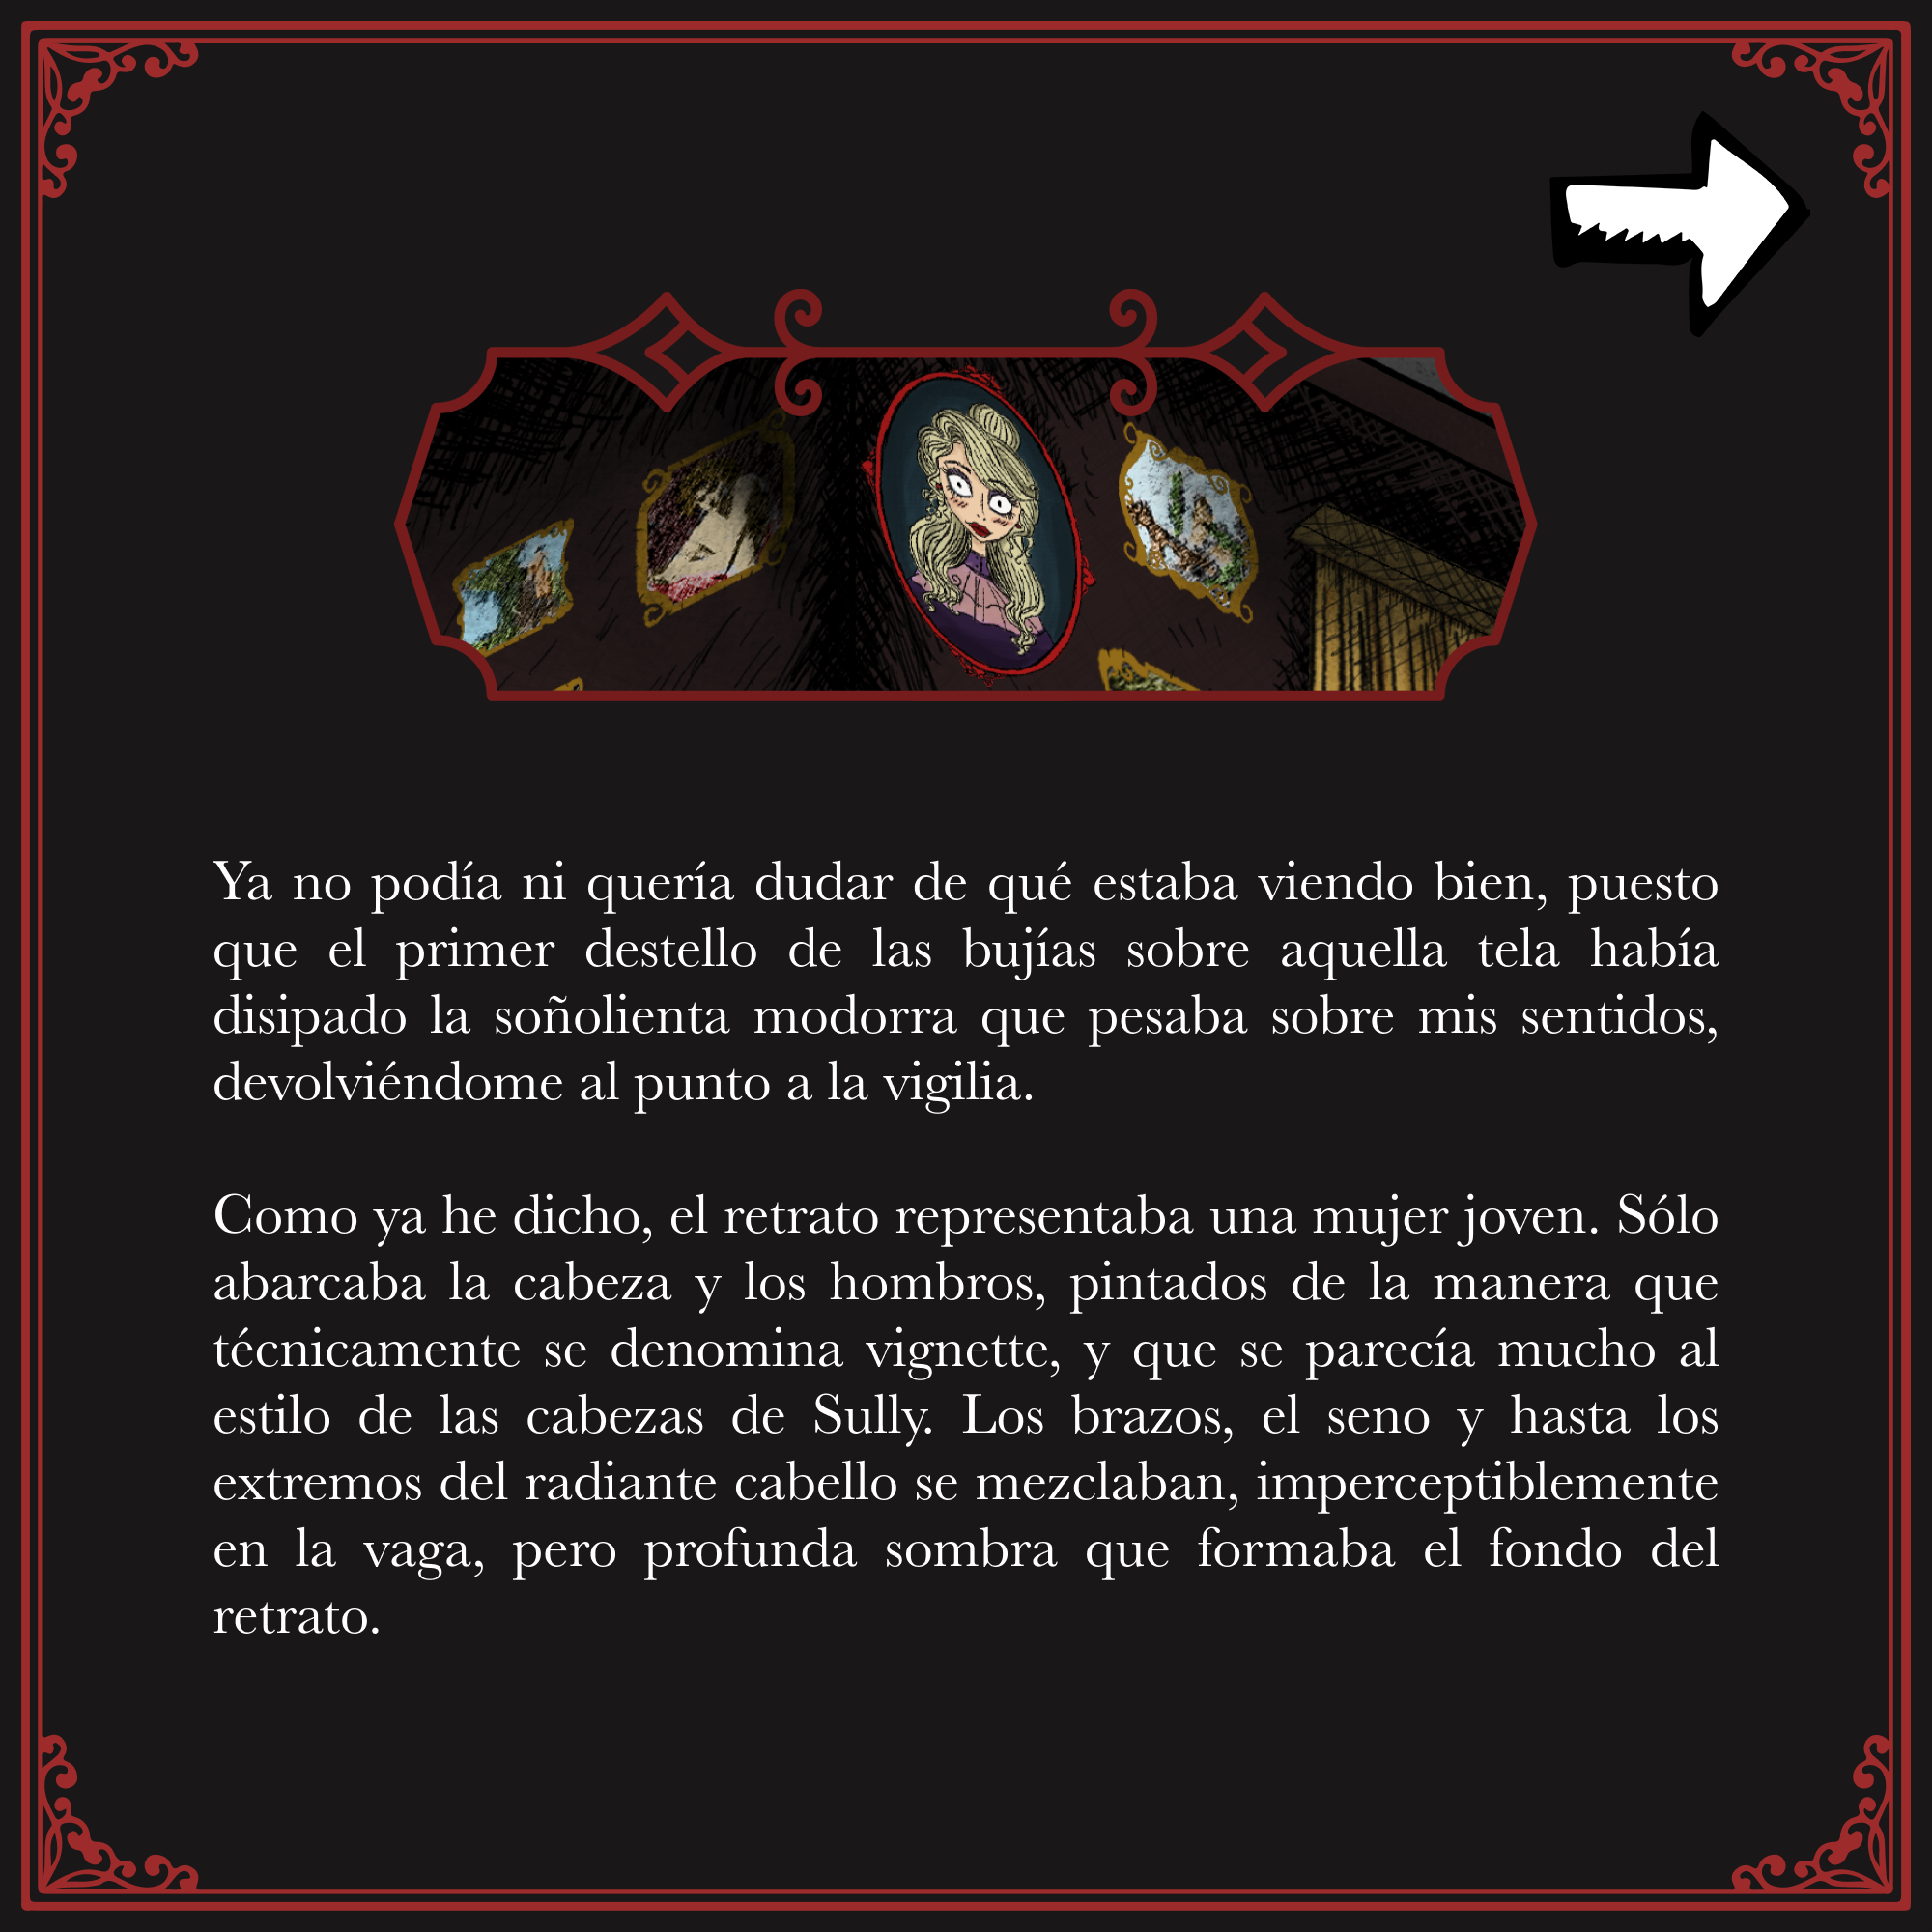 Ya no podía ni quería dudar de qué estaba viendo bien, puesto
que el primer destello de las bujías sobre aquella tela había
disipado la soñolienta modorra que pesaba sobre mis sentidos,
devolviéndome al punto a la vigilia.
Como ya he dicho, el retrato representaba una mujer joven. Sólo
abarcaba la cabeza y los hombros, pintados de la manera que
técnicamente se denomina vignette, y que se parecía mucho al
estilo de las cabezas de Sully. Los brazos, el seno y hasta los
extremos del radiante cabello se mezclaban, imperceptiblemente
en la vaga, pero profunda sombra que formaba el fondo del
retrato.